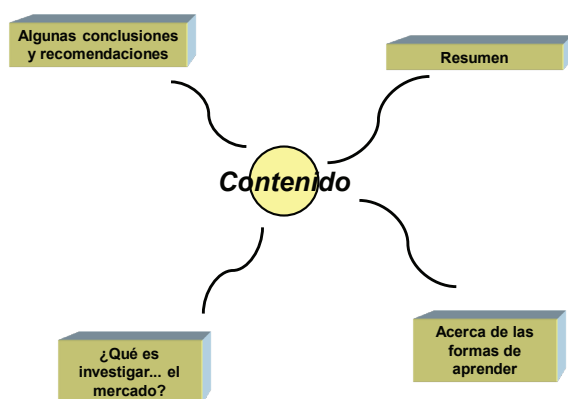 Algunas conclusiones
y recomendaciones
Resumen
Contenido
¿Qué es
investigar... el
mercado?
Acerca de las
formas de
aprender